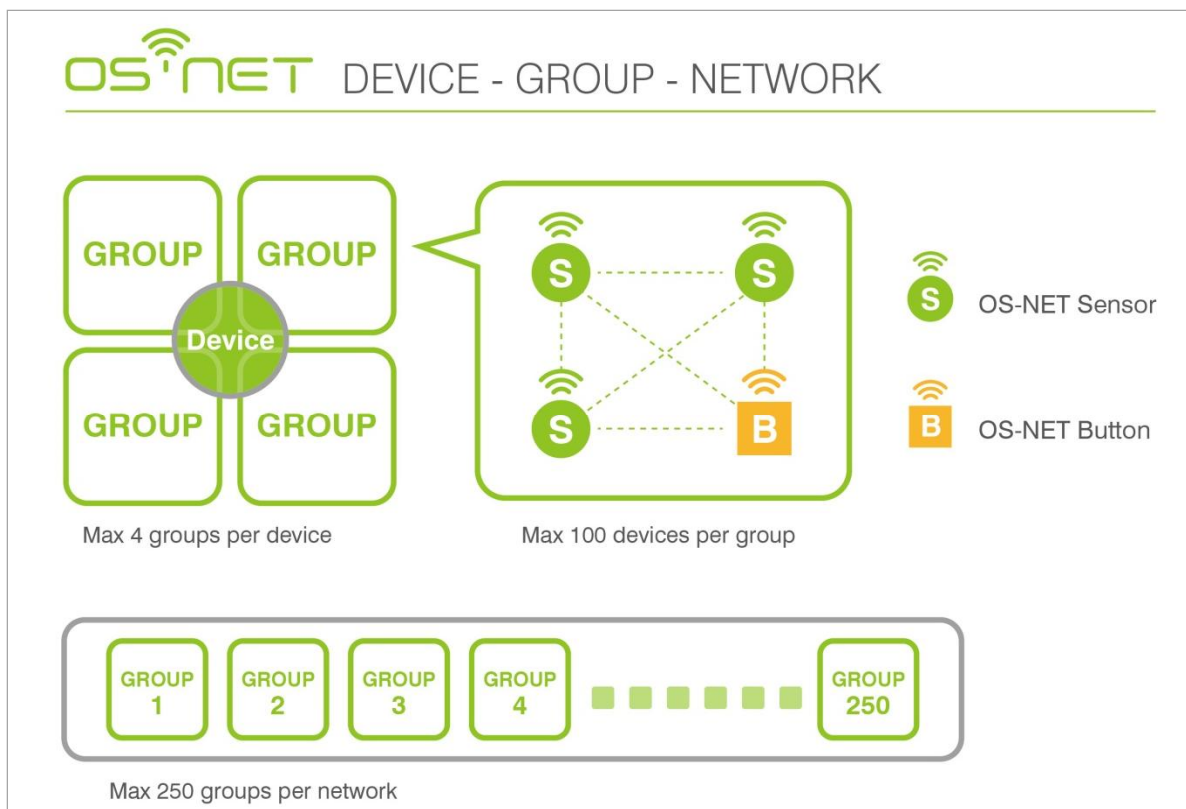 OS-NET DEVICE - GROUP - NETWORK
GROUP GROUP
Device
GROUP GROUP
Max 4 groups per device
S S
S B
Max 100 devices per group
S OS-NET Sensor
B OS-NET Button
GROUP 1
GROUP 2
GROUP 3
GROUP 4
GROUP 250
Max 250 groups per network